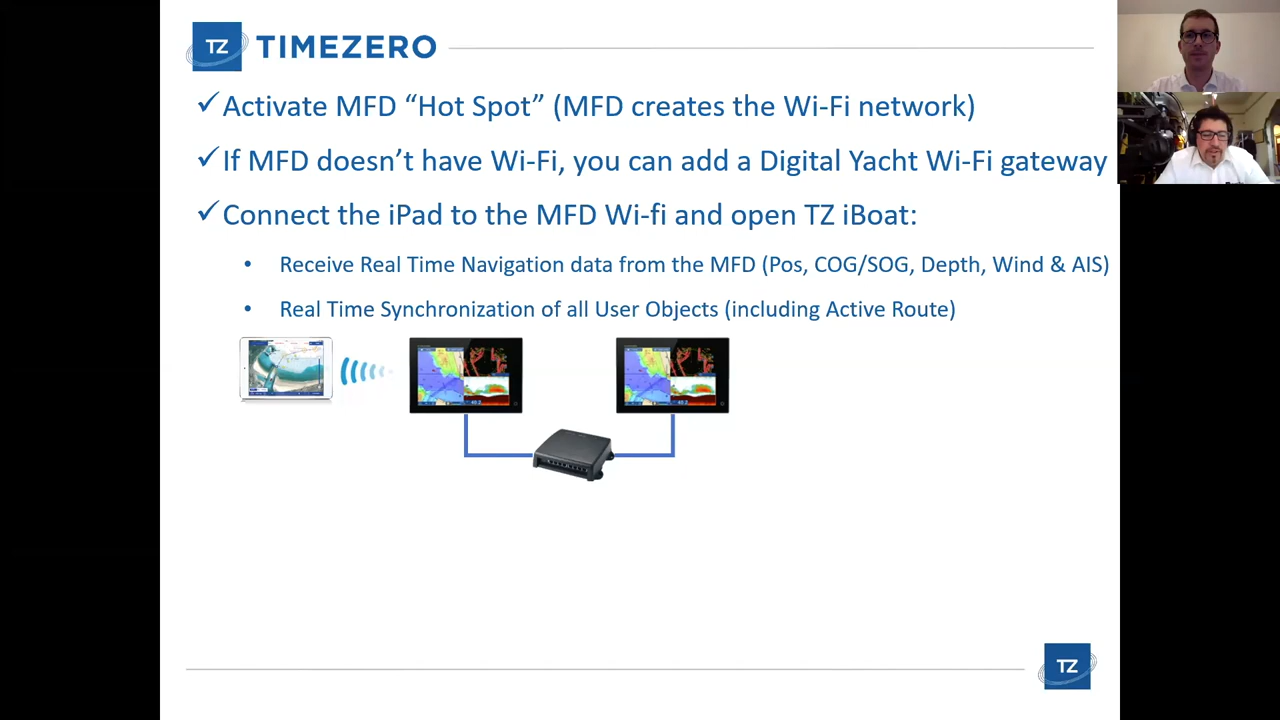 TZ TIMEZERO
✓ Activate MFD “Hot Spot” (MFD creates the Wi-Fi network)
✓ If MFD doesn’t have Wi-Fi, you can add a Digital Yacht Wi-Fi gateway
✓ Connect the iPad to the MFD Wi-fi and open TZ iBoat:
• Receive Real Time Navigation data from the MFD (Pos, COG/SOG, Depth, Wind & AIS)
• Real Time Synchronization of all User Objects (including Active Route)
TZ